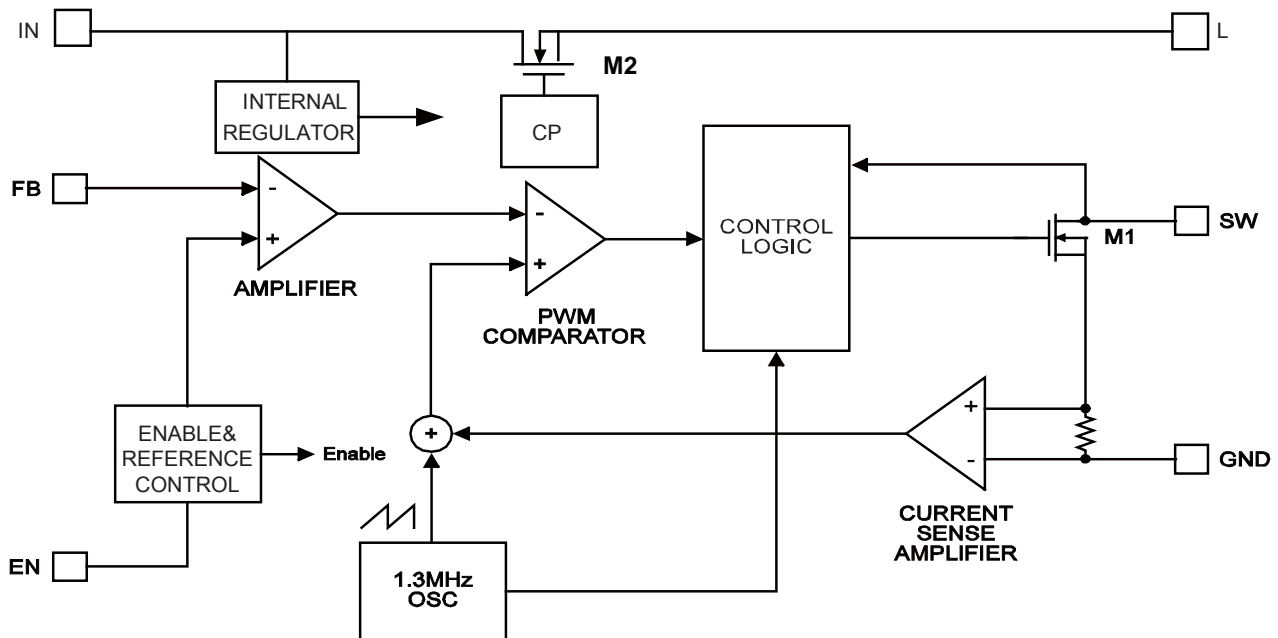 IN
L
M2
INTERNAL
REGULATOR
CP
FB
-
+
AMPLIFIER
-
+
PWM
COMPARATOR
CONTROL
LOGIC
M1
SW
ENABLE&
REFERENCE
CONTROL
Enable
+
+
-
GND
CURRENT
SENSE
AMPLIFIER
EN
1.3MHz
OSC